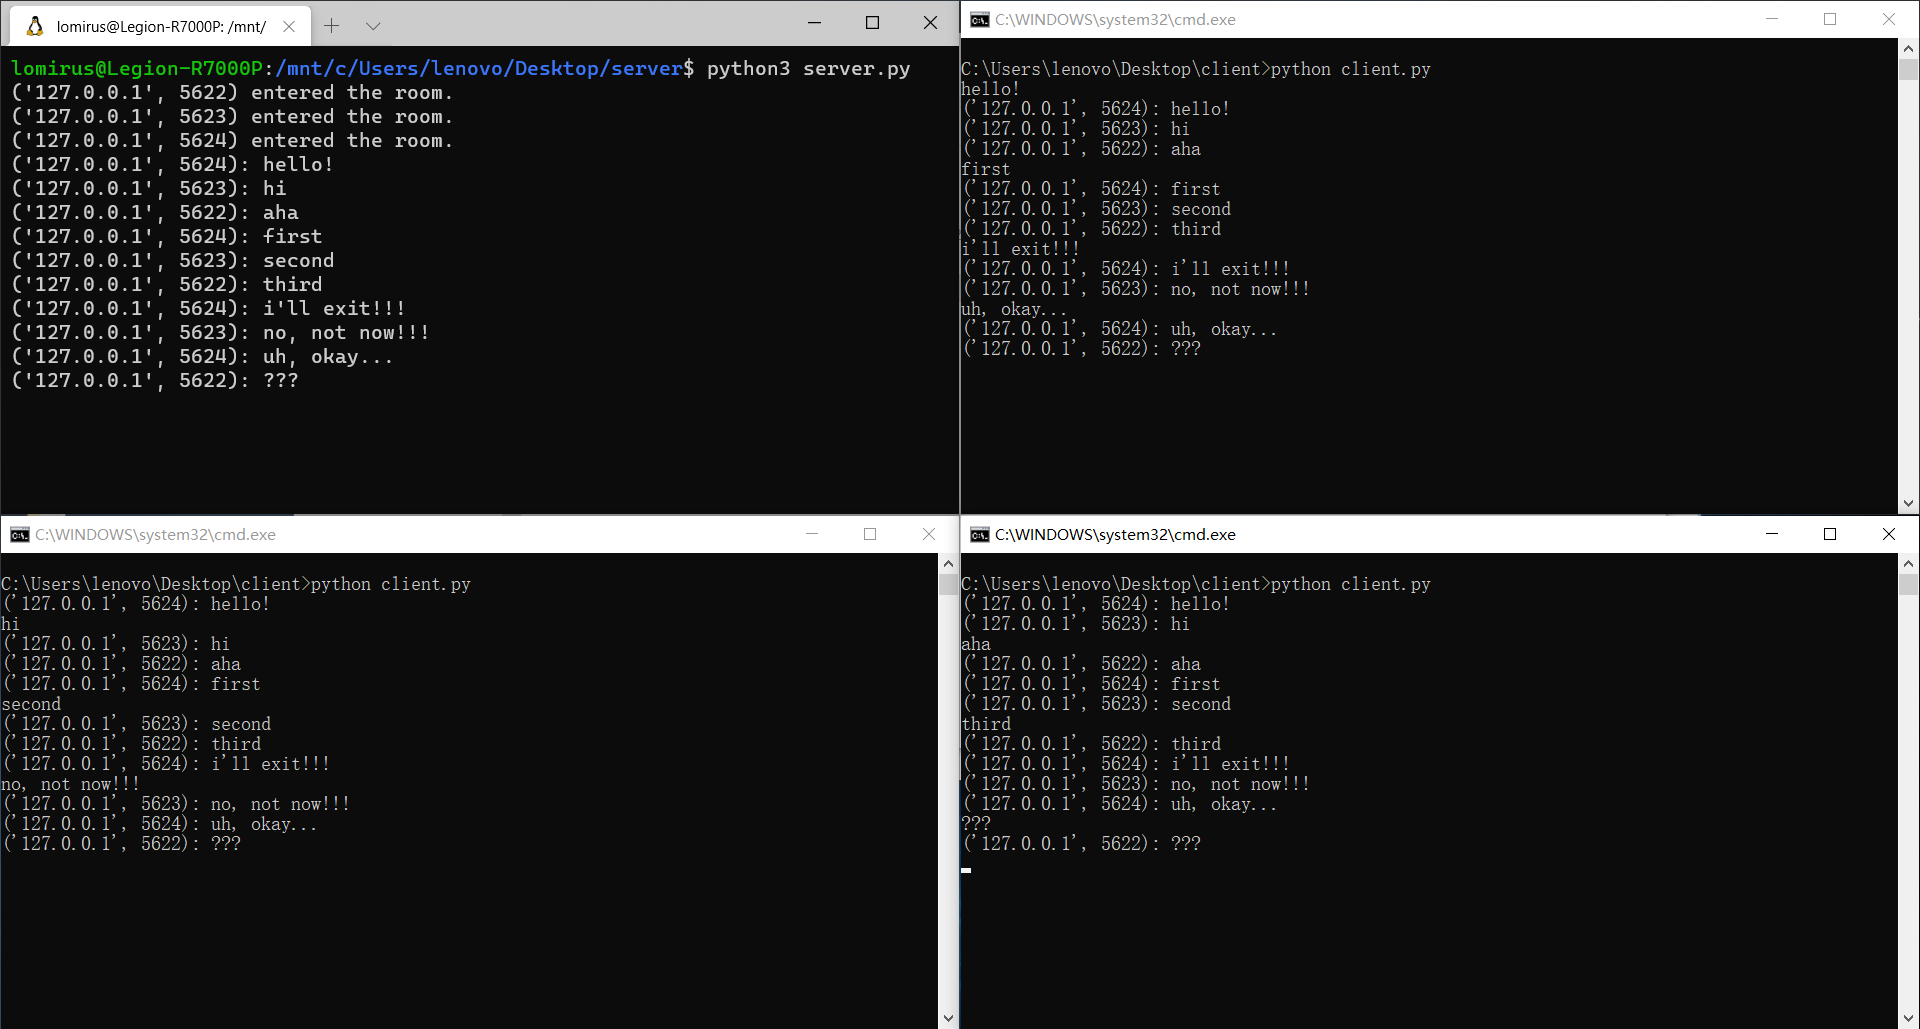 lomirus@Legion-R7000P: /mnt/
lomirus@Legion-R7000P:/mnt/c/Users/lenovo/Desktop/server$ python3 server.py
('127.0.0.1', 5622) entered the room.
('127.0.0.1', 5623) entered the room.
('127.0.0.1', 5624) entered the room.
('127.0.0.1', 5624): hello!
('127.0.0.1', 5623): hi
('127.0.0.1', 5622): aha
('127.0.0.1', 5624): first
('127.0.0.1', 5623): second
('127.0.0.1', 5622): third
('127.0.0.1', 5624): i'll exit!!!
('127.0.0.1', 5623): no, not now!!!
('127.0.0.1', 5624): uh, okay...
('127.0.0.1', 5622): ???
C:\WINDOWS\system32\cmd.exe
C:\Users\lenovo\Desktop\client>python client.py
hello!
('127.0.0.1', 5624): hello!
('127.0.0.1', 5623): hi
('127.0.0.1', 5622): aha
first
('127.0.0.1', 5624): first
('127.0.0.1', 5623): second
('127.0.0.1', 5622): third
i'll exit!!!
('127.0.0.1', 5624): i'll exit!!!
('127.0.0.1', 5623): no, not now!!!
uh, okay...
('127.0.0.1', 5624): uh, okay...
('127.0.0.1', 5622): ???
C:\WINDOWS\system32\cmd.exe
C:\Users\lenovo\Desktop\client>python client.py
('127.0.0.1', 5624): hello!
hi
('127.0.0.1', 5623): hi
('127.0.0.1', 5622): aha
('127.0.0.1', 5624): first
second
('127.0.0.1', 5623): second
('127.0.0.1', 5622): third
('127.0.0.1', 5624): i'll exit!!!
no, not now!!!
('127.0.0.1', 5623): no, not now!!!
('127.0.0.1', 5624): uh, okay...
('127.0.0.1', 5622): ???
C:\WINDOWS\system32\cmd.exe
C:\Users\lenovo\Desktop\client>python client.py
('127.0.0.1', 5624): hello!
('127.0.0.1', 5623): hi
aha
('127.0.0.1', 5622): aha
('127.0.0.1', 5624): first
('127.0.0.1', 5623): second
third
('127.0.0.1', 5622): third
('127.0.0.1', 5624): i'll exit!!!
('127.0.0.1', 5623): no, not now!!!
('127.0.0.1', 5624): uh, okay...
???
('127.0.0.1', 5622): ???